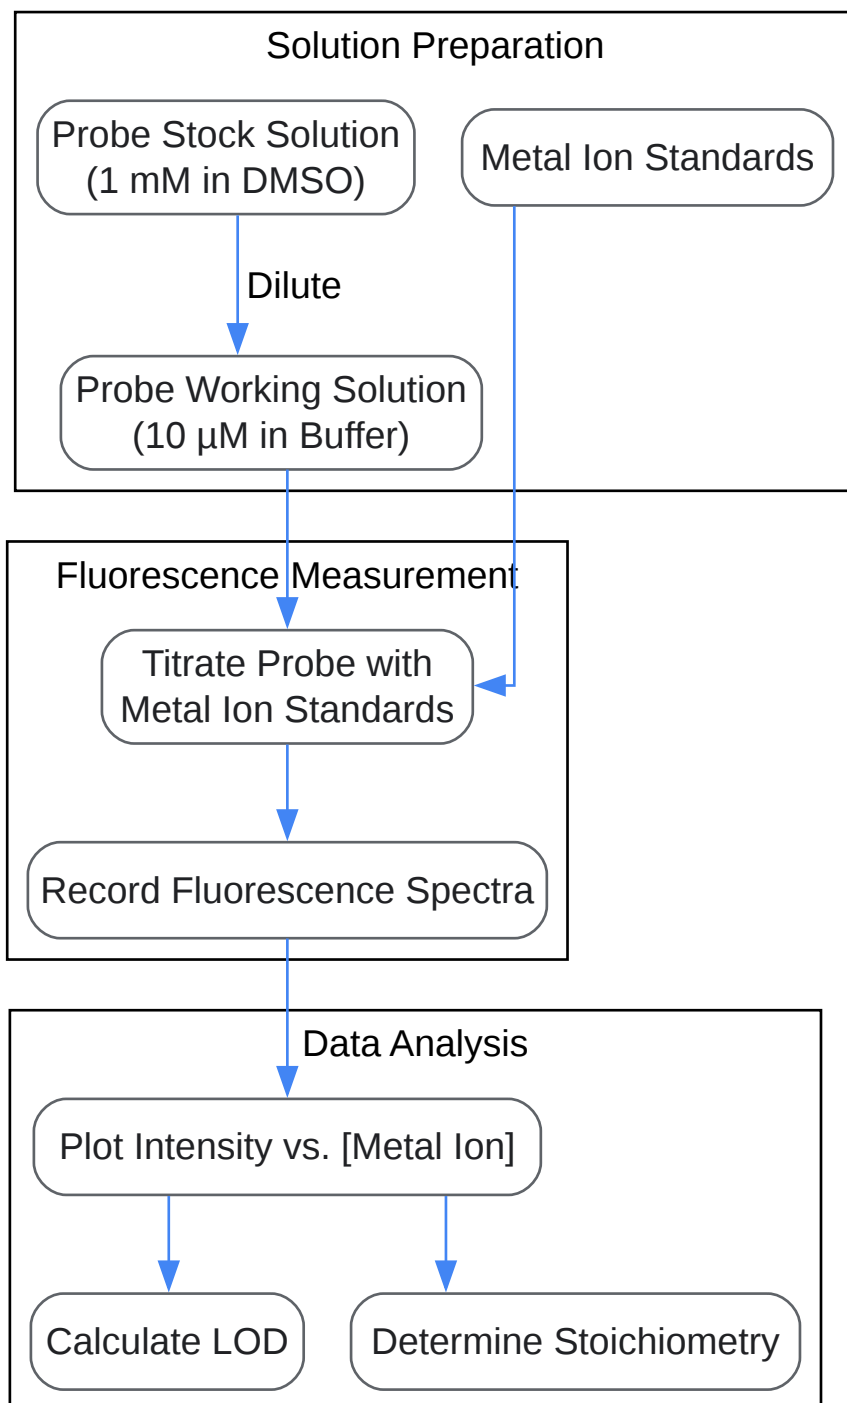 Solution Preparation
Probe Stock Solution
(1 mM in DMSO)
Metal Ion Standards
Dilute
Probe Working Solution
(10 µM in Buffer)
Fluorescence Measurement
Titrate Probe with
Metal Ion Standards
Record Fluorescence Spectra
Data Analysis
Plot Intensity vs. [Metal Ion]
Calculate LOD
Determine Stoichiometry